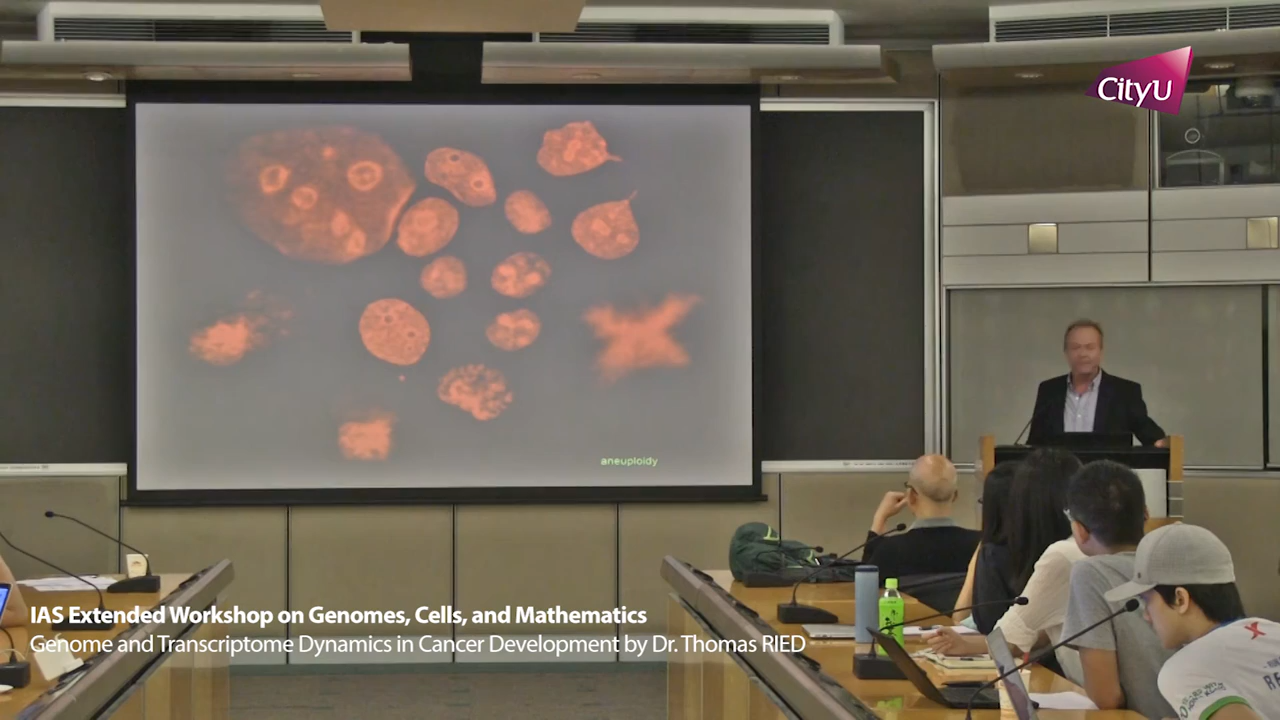 CityU
aneuploidy
IAS Extended Workshop on Genomes, Cells, and Mathematics
Genome and Transcriptome Dynamics in Cancer Development by Dr. Thomas RIED
X